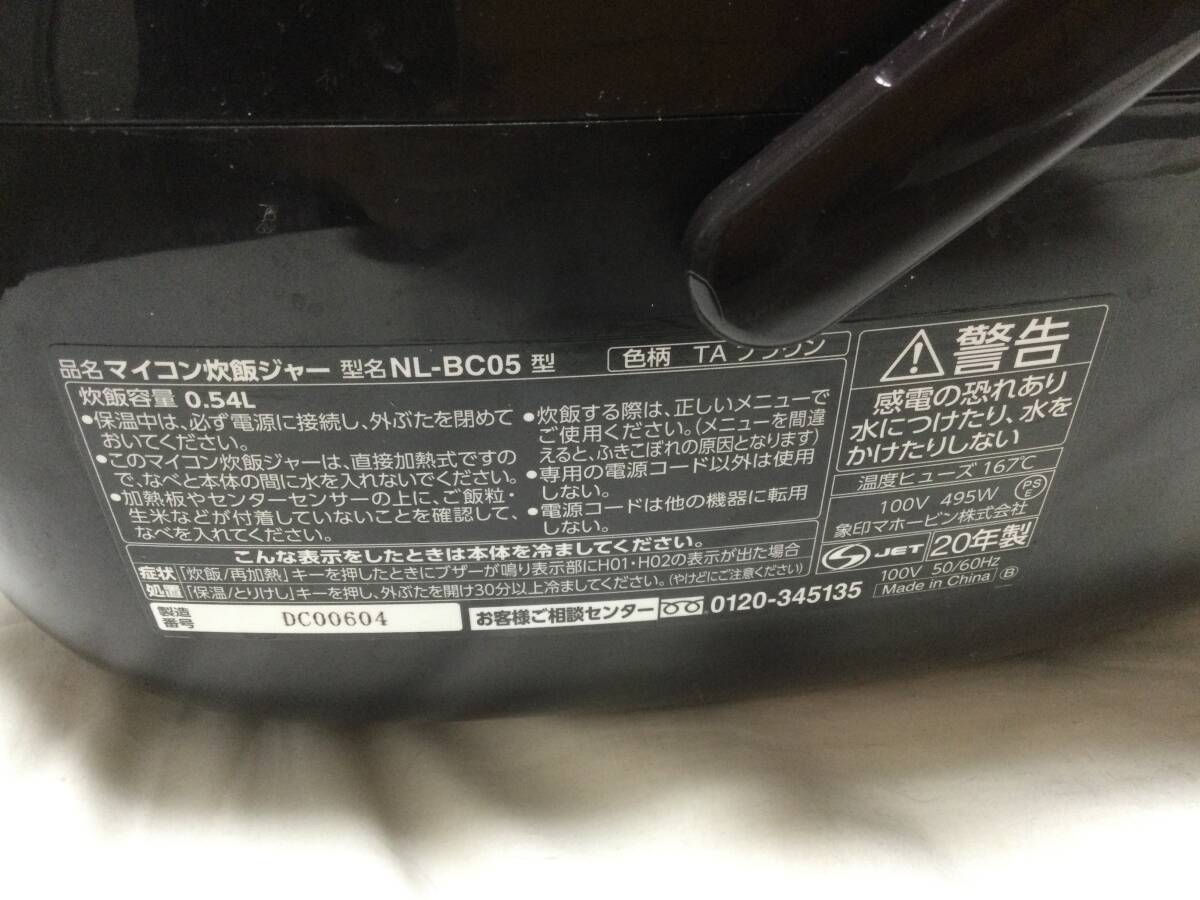 品名 マイコン炊飯ジャー 型名 NL-BC05 型
色柄 TA ブラウン
炊飯容量 0.54L
●保温中は、必ず電源に接続し、外ぶたを閉めて
おいてください。
●このマイコン炊飯ジャーは、直接加熱式ですの
で、なべと本体の間に水を入れないでください。
●加熱板やセンターセンサーの上に、ご飯粒・
生米などが付着していないことを確認して、
なべを入れてください。
●炊飯する際は、正しいメニューで
ご使用ください。(メニューを間違
えると、ふきこぼれの原因となります)
●専用の電源コード以外は使用
しない。
●電源コードは他の機器に転用
しない。
こんな表示をしたときは本体を冷ましてください。
症状 「炊飯/再加熱」キーを押したときにブザーが鳴り表示部にH01・H02の表示が出た場合
処置 「保温/とりけし」キーを押し、外ぶたを開け30分以上冷ましてください。(やけどにご注意ください)
製造
番号
DC00604
お客様ご相談センター 0120-345135
警告
感電の恐れあり
水につけたり、水を
かけたりしない
温度ヒューズ 167℃
100V 495W
PS
E
象印マホービン株式会社
JET 20年製
100V 50/60Hz
Made in China B